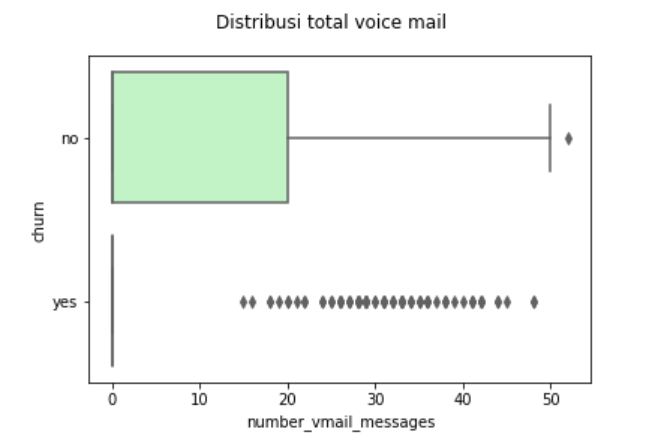 Distribusi total voice mail
no
churn
yes
0 10 20 30 40 50
number_vmail_messages